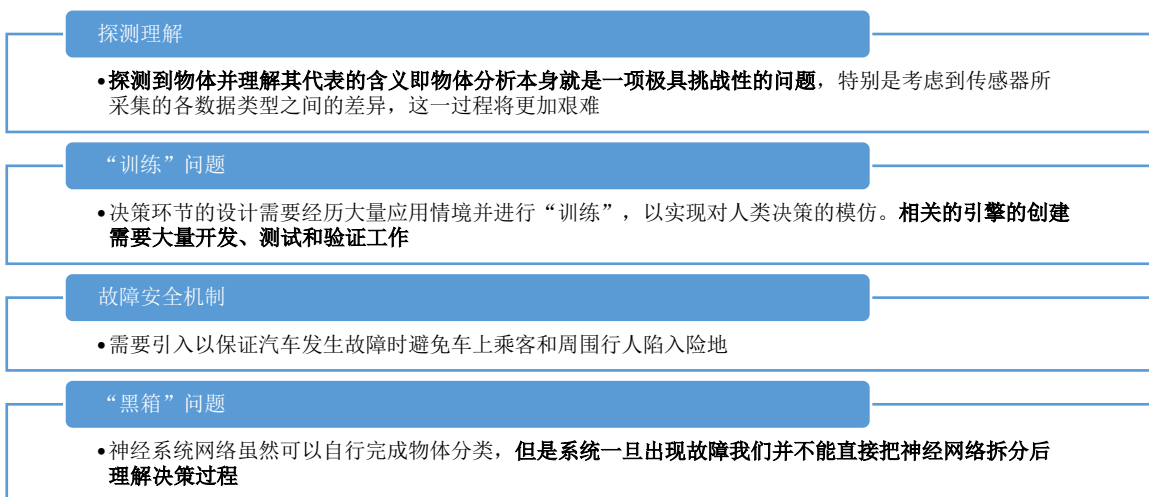 探测理解
•探测到物体并理解其代表的含义即物体分析本身就是一项极具挑战性的问题，特别是考虑到传感器所
采集的各数据类型之间的差异，这一过程将更加艰难
“训练”问题
•决策环节的设计需要经历大量应用情境并进行“训练”，以实现对人类决策的模仿。相关的引擎的创建
需要大量开发、测试和验证工作
故障安全机制
•需要引入以保证汽车发生故障时避免车上乘客和周围行人陷入险地
“黑箱”问题
•神经系统网络虽然可以自行完成物体分类，但是系统一旦出现故障我们并不能直接把神经网络拆分后
理解决策过程